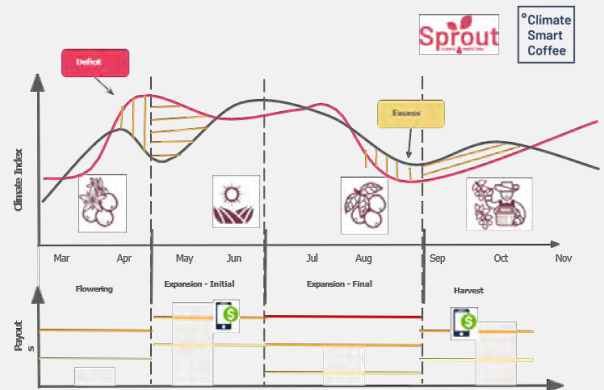 Sprout
°Climate
Smart
Coffee
Deficit
Excess
Climate Index
Mar
Apr
May
Jun
Jul
Aug
Sep
Oct
Nov
Flowering
Expansion - Initial
Expansion - Final
Harvest
Payout
s
$
$